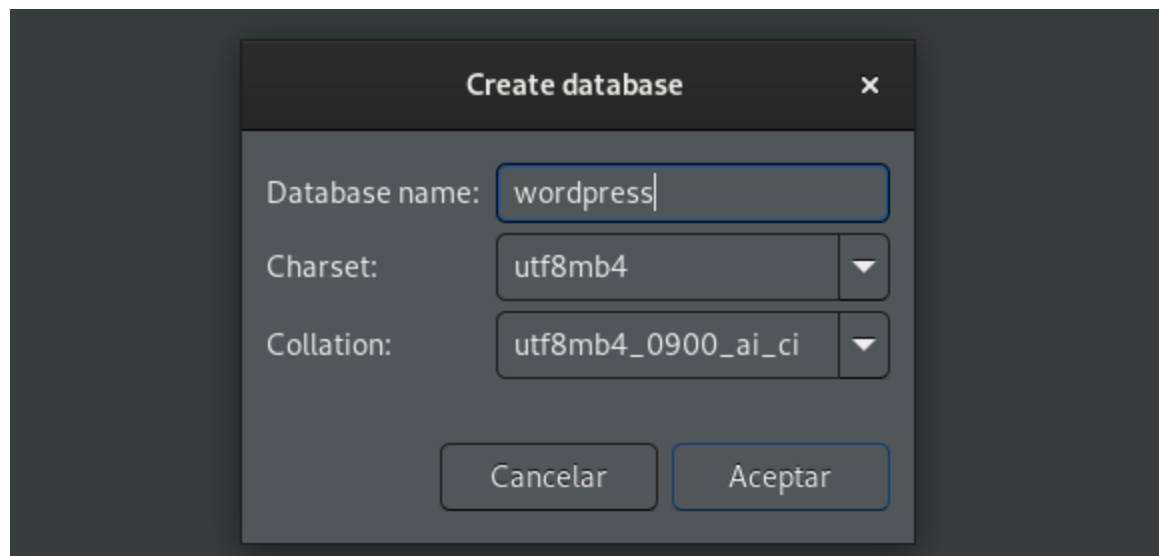 Create database
Database name: wordpress
Charset: utf8mb4
Collation: utf8mb4_0900_ai_ci
Cancelar Aceptar